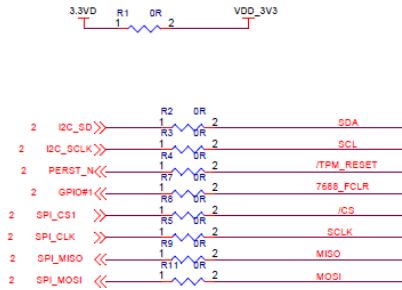 3.3VD R1 0R VDD_3V3
1 2
R2 0R
2 I2C_SD 1 2 SDA
R3 0R
2 I2C_SCLK 1 2 SCL
R4 0R
2 PERST_N 1 2 /TPM_RESET
R7 0R
2 GPIO#1 1 2 7688_FCLR
R8 0R
2 SPI_CS1 1 2 /CS
R5 0R
2 SPI_CLK 1 2 SCLK
R9 0R
2 SPI_MISO 1 2 MISO
R11 0R
2 SPI_MOSI 1 2 MOSI